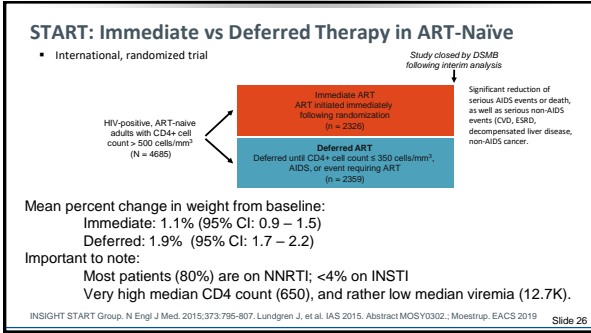 START: Immediate vs Deferred Therapy in ART-Naïve
▪ International, randomized trial
Study closed by DSMB
following interim analysis
HIV-positive, ART-naive
adults with CD4+ cell
count > 500 cells/mm³
(N = 4685)
Immediate ART
ART initiated immediately
following randomization
(n = 2326)
Deferred ART
Deferred until CD4+ cell count ≤ 350 cells/mm³,
AIDS, or event requiring ART
(n = 2359)
Significant reduction of
serious AIDS events or death,
as well as serious non-AIDS
events (CVD, ESRD,
decompensated liver disease,
non-AIDS cancer.
Mean percent change in weight from baseline:
Immediate: 1.1% (95% CI: 0.9 – 1.5)
Deferred: 1.9% (95% CI: 1.7 – 2.2)
Important to note:
Most patients (80%) are on NNRTI; <4% on INSTI
Very high median CD4 count (650), and rather low median viremia (12.7K).
INSIGHT START Group. N Engl J Med. 2015;373:795-807. Lundgren J, et al. IAS 2015. Abstract MOSY0302.; Moestrup. EACS 2019
Slide 26